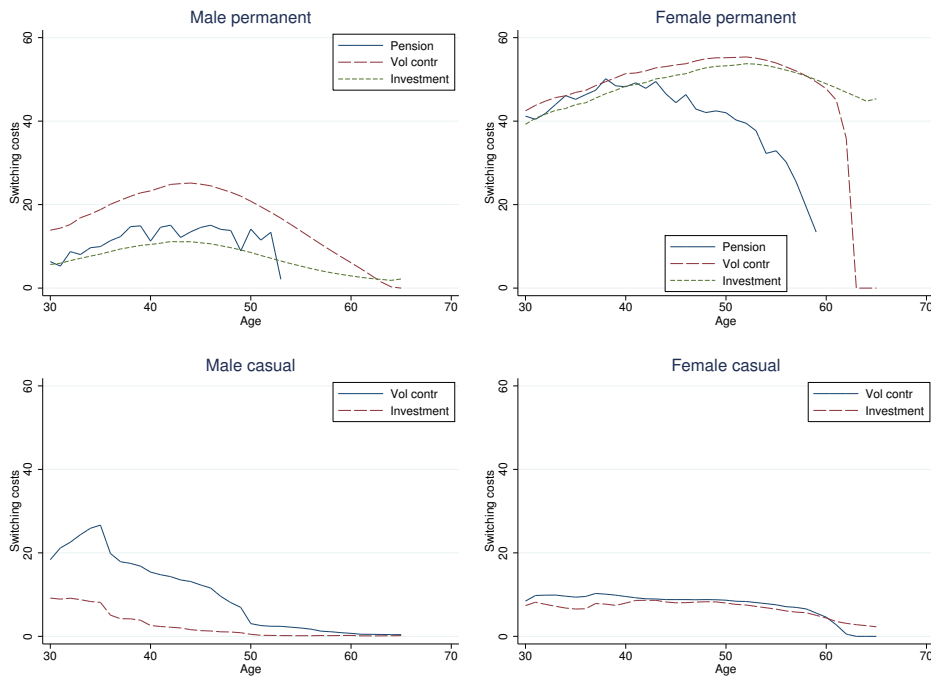 Male permanent
Switching costs
60
40
20
0
Pension
Vol contr
Investment
30 40 50 60 70
Age
Female permanent
Switching costs
60
40
20
0
Pension
Vol contr
Investment
30 40 50 60 70
Age
Male casual
Switching costs
60
40
20
0
Vol contr
Investment
30 40 50 60 70
Age
Female casual
Switching costs
60
40
20
0
Vol contr
Investment
30 40 50 60 70
Age